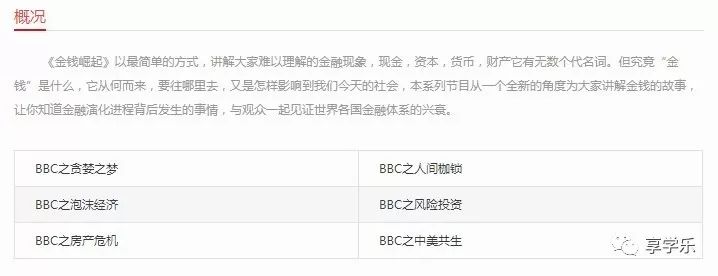 概况
《金钱崛起》以最简单的方式，讲解大家难以理解的金融现象，现金，资本，货币，财产它有无数个代名词。但究竟“金
钱”是什么，它从何而来，要往哪里去，又是怎样影响到我们今天的社会，本系列节目从一个全新的角度为大家讲解金钱的故事，
让你知道金融演化进程背后发生的事情，与观众一起见证世界各国金融体系的兴衰。
BBC之贪婪之梦 BBC之人间枷锁
BBC之泡沫经济 BBC之风险投资
BBC之房产危机 BBC之中美共生
享学乐